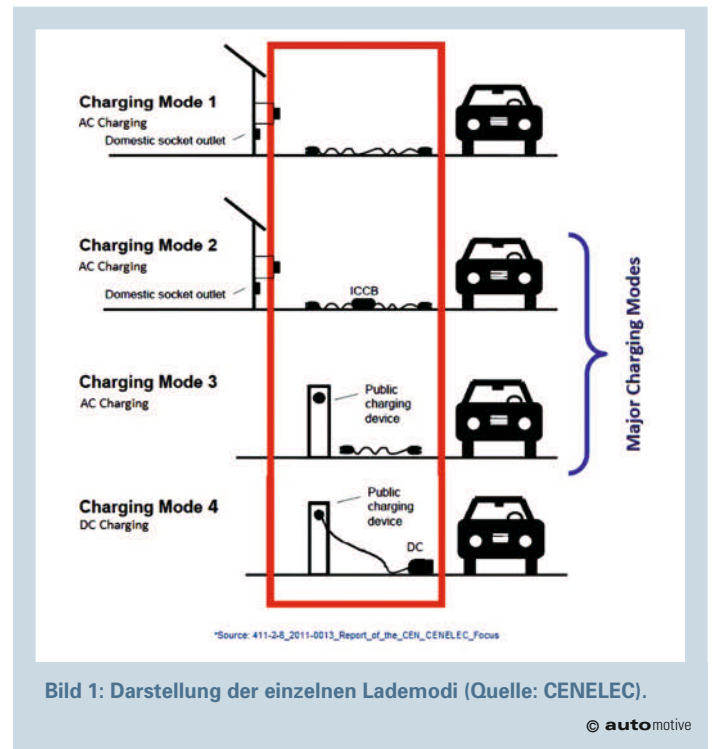 Charging Mode 1
AC Charging
Domestic socket outlet
Charging Mode 2
AC Charging
Domestic socket outlet
ICCB
Charging Mode 3
AC Charging
Public
charging
device
Charging Mode 4
DC Charging
Public
charging
device
DC
Major Charging Modes
*Source: 411-2-8_2011-0013_Report_of_the_CEN_CENELEC_Focus
Bild 1: Darstellung der einzelnen Lademodi (Quelle: CENELEC).
© automotive